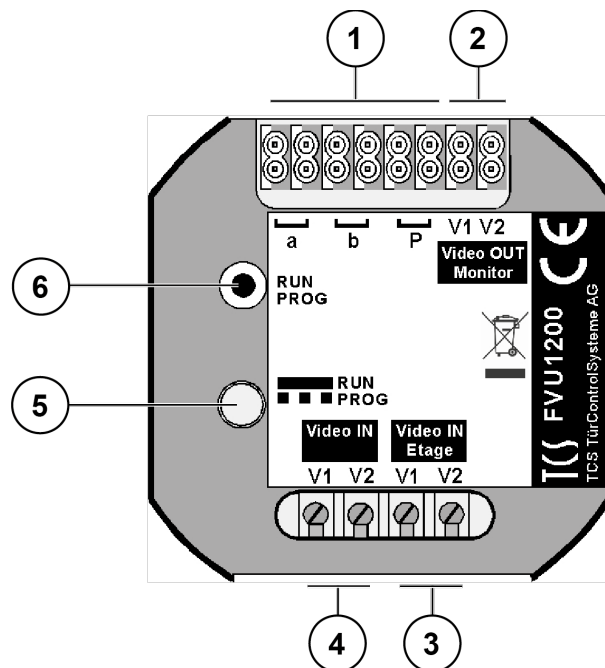 1 2
a b P V1 V2
Video OUT
Monitor
6
RUN
PROG
5
RUN
PROG
Video IN
Video IN
Etage
V1 V2 V1 V2
4 3
TCS FVU1200
TCS TürControlSysteme AG
CE